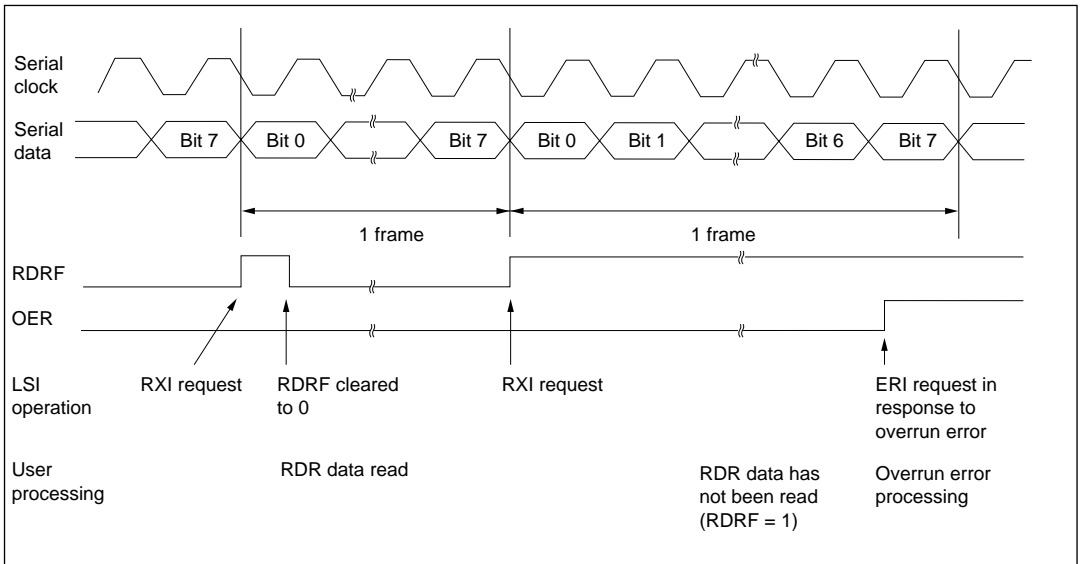 Serial
clock
Serial
data
Bit 7
Bit 0
Bit 7
Bit 0
Bit 1
Bit 6
Bit 7
1 frame
1 frame
RDRF
OER
LSI
operation
RXI request
RDRF cleared
to 0
RXI request
ERI request in
response to
overrun error
User
processing
RDR data read
RDR data has
not been read
(RDRF = 1)
Overrun error
processing